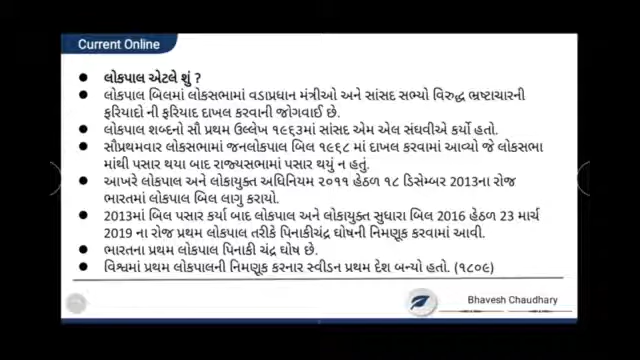 Current Online
લોકપાલ એટલે શું ?
લોકપાલ બિલમાં લોકસભામાં વડાપ્રધાન મંત્રીઓ અને સાંસદ સભ્યો વિરુદ્ધ ભ્રષ્ટાચારની
ફરિયાદો ની ફરિયાદ દાખલ કરવાની જોગવાઈ છે.
લોકપાલ શબ્દનો સૌ પ્રથમ ઉલ્લેખ ૧૯૬૩માં સાંસદ એમ એલ સંઘવીએ કર્યો હતો.
સૌપ્રથમવાર લોકસભામાં જનલોકપાલ બિલ ૧૯૬૮ માં દાખલ કરવામાં આવ્યો જે લોકસભા
માંથી પસાર થયા બાદ રાજ્યસભામાં પસાર થયું ન હતું.
આખરે લોકપાલ અને લોકાયુક્ત અધિનિયમ ૨૦૧૧ હેઠળ ૧૮ ડિસેમ્બર 2013ના રોજ
ભારતમાં લોકપાલ બિલ લાગુ કરાયો.
2013માં બિલ પસાર કર્યા બાદ લોકપાલ અને લોકાયુક્ત સુધારા બિલ 2016 હેઠળ 23 માર્ચ
2019 ના રોજ પ્રથમ લોકપાલ તરીકે પિનાકીચંદ્ર ઘોષની નિમણૂક કરવામાં આવી.
ભારતના પ્રથમ લોકપાલ પિનાકી ચંદ્ર ઘોષ છે.
વિશ્વમાં પ્રથમ લોકપાલની નિમણૂક કરનાર સ્વીડન પ્રથમ દેશ બન્યો હતો. (૧૮૦૯)
Bhavesh Chaudhary